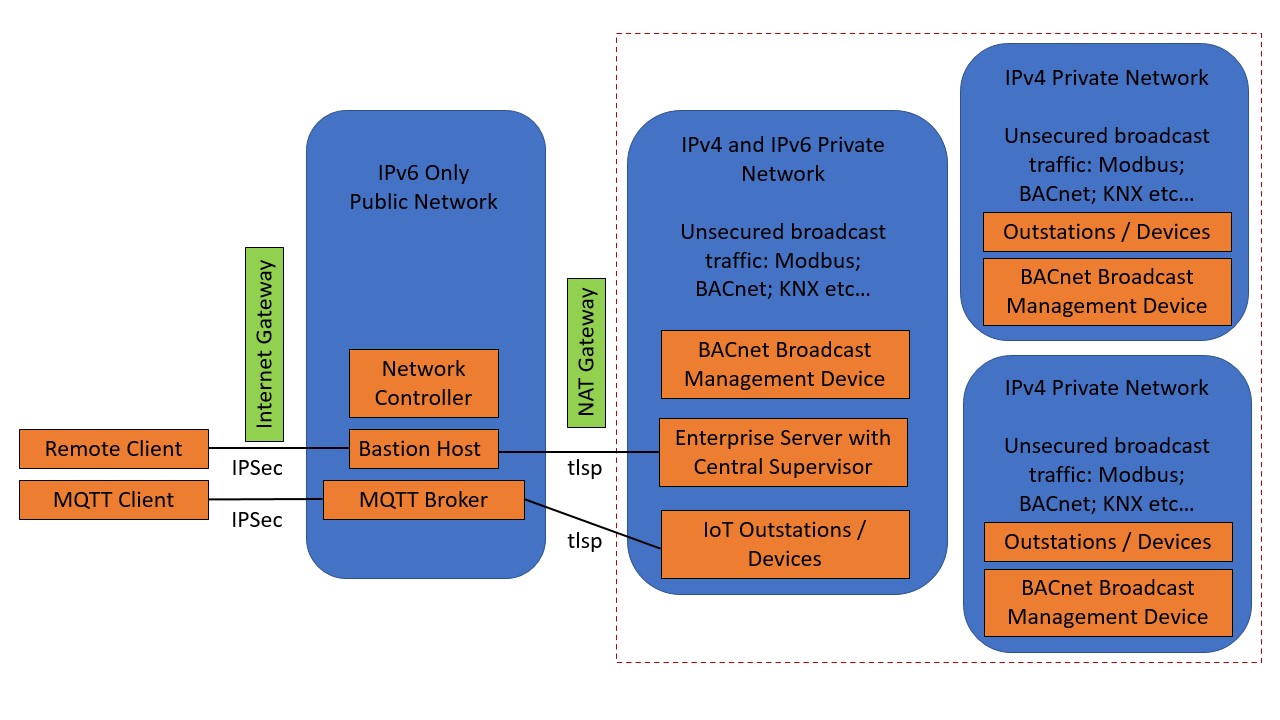 Remote Client
MQTT Client
Internet Gateway
IPSec
IPSec
IPv6 Only
Public Network
Network
Controller
Bastion Host
MQTT Broker
NAT Gateway
tlsp
tlsp
IPv4 and IPv6 Private
Network
Unsecured broadcast
traffic: Modbus;
BACnet; KNX etc...
BACnet Broadcast
Management Device
Enterprise Server with
Central Supervisor
IoT Outstations /
Devices
IPv4 Private Network
Unsecured broadcast
traffic: Modbus;
BACnet; KNX etc...
Outstations / Devices
BACnet Broadcast
Management Device
IPv4 Private Network
Unsecured broadcast
traffic: Modbus;
BACnet; KNX etc...
Outstations / Devices
BACnet Broadcast
Management Device